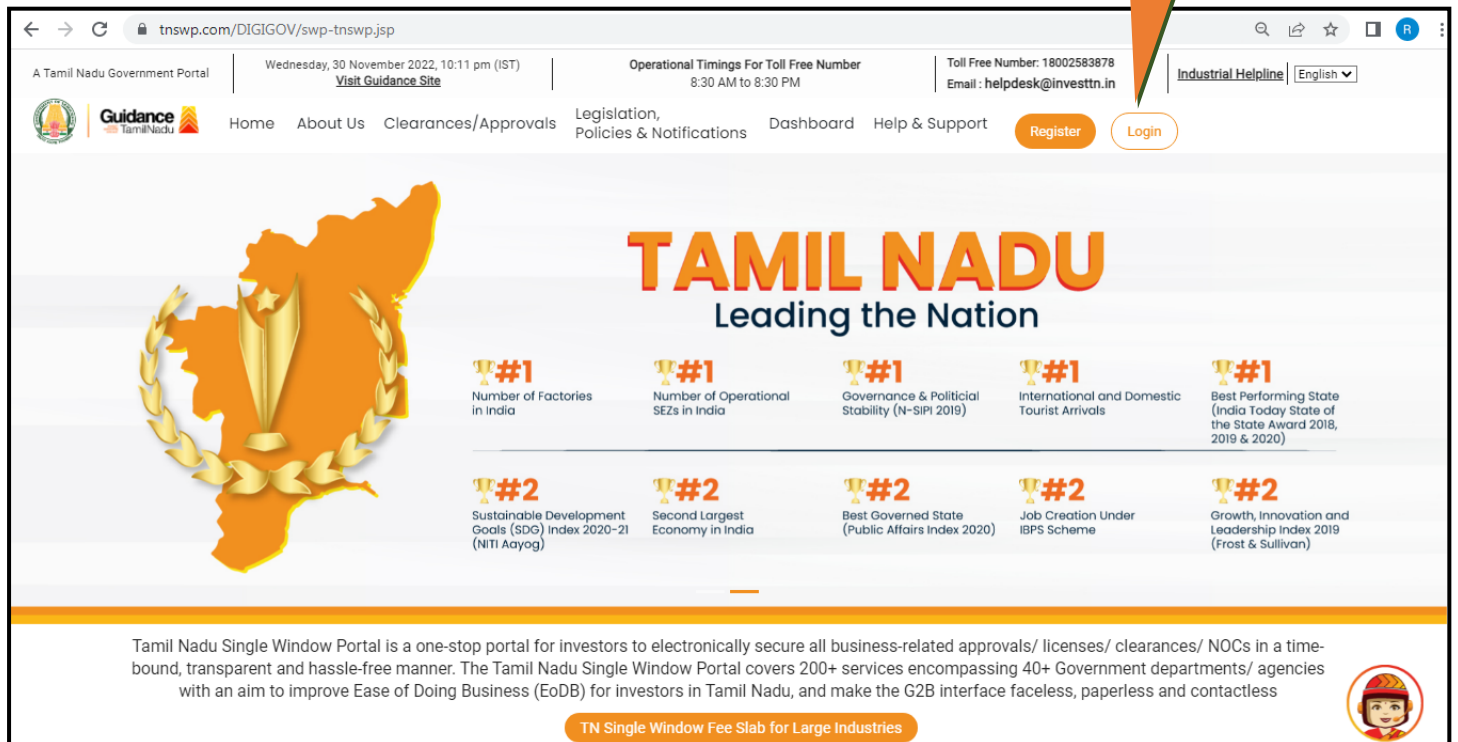 tnswp.com/DIGIGOV/swp-tnswp.jsp
R
A Tamil Nadu Government Portal
Wednesday, 30 November 2022, 10:11 pm (IST)
Visit Guidance Site
Operational Timings For Toll Free Number
8:30 AM to 8:30 PM
Toll Free Number: 18002583878
Email : helpdesk@investtn.in
Industrial Helpline
English
Guidance
TamilNadu
Home
About Us
Clearances/Approvals
Legislation,
Policies & Notifications
Dashboard
Help & Support
Register
Login
TAMIL NADU
Leading the Nation
#1
Number of Factories
in India
#1
Number of Operational
SEZs in India
#1
Governance & Politicial
Stability (N-SIPI 2019)
#1
International and Domestic
Tourist Arrivals
#1
Best Performing State
(India Today State of
the State Award 2018,
2019 & 2020)
#2
Sustainable Development
Goals (SDG) Index 2020-21
(NITI Aayog)
#2
Second Largest
Economy in India
#2
Best Governed State
(Public Affairs Index 2020)
#2
Job Creation Under
IBPS Scheme
#2
Growth, Innovation and
Leadership Index 2019
(Frost & Sullivan)
Tamil Nadu Single Window Portal is a one-stop portal for investors to electronically secure all business-related approvals/ licenses/ clearances/ NOCs in a time-
bound, transparent and hassle-free manner. The Tamil Nadu Single Window Portal covers 200+ services encompassing 40+ Government departments/ agencies
with an aim to improve Ease of Doing Business (EoDB) for investors in Tamil Nadu, and make the G2B interface faceless, paperless and contactless
TN Single Window Fee Slab for Large Industries